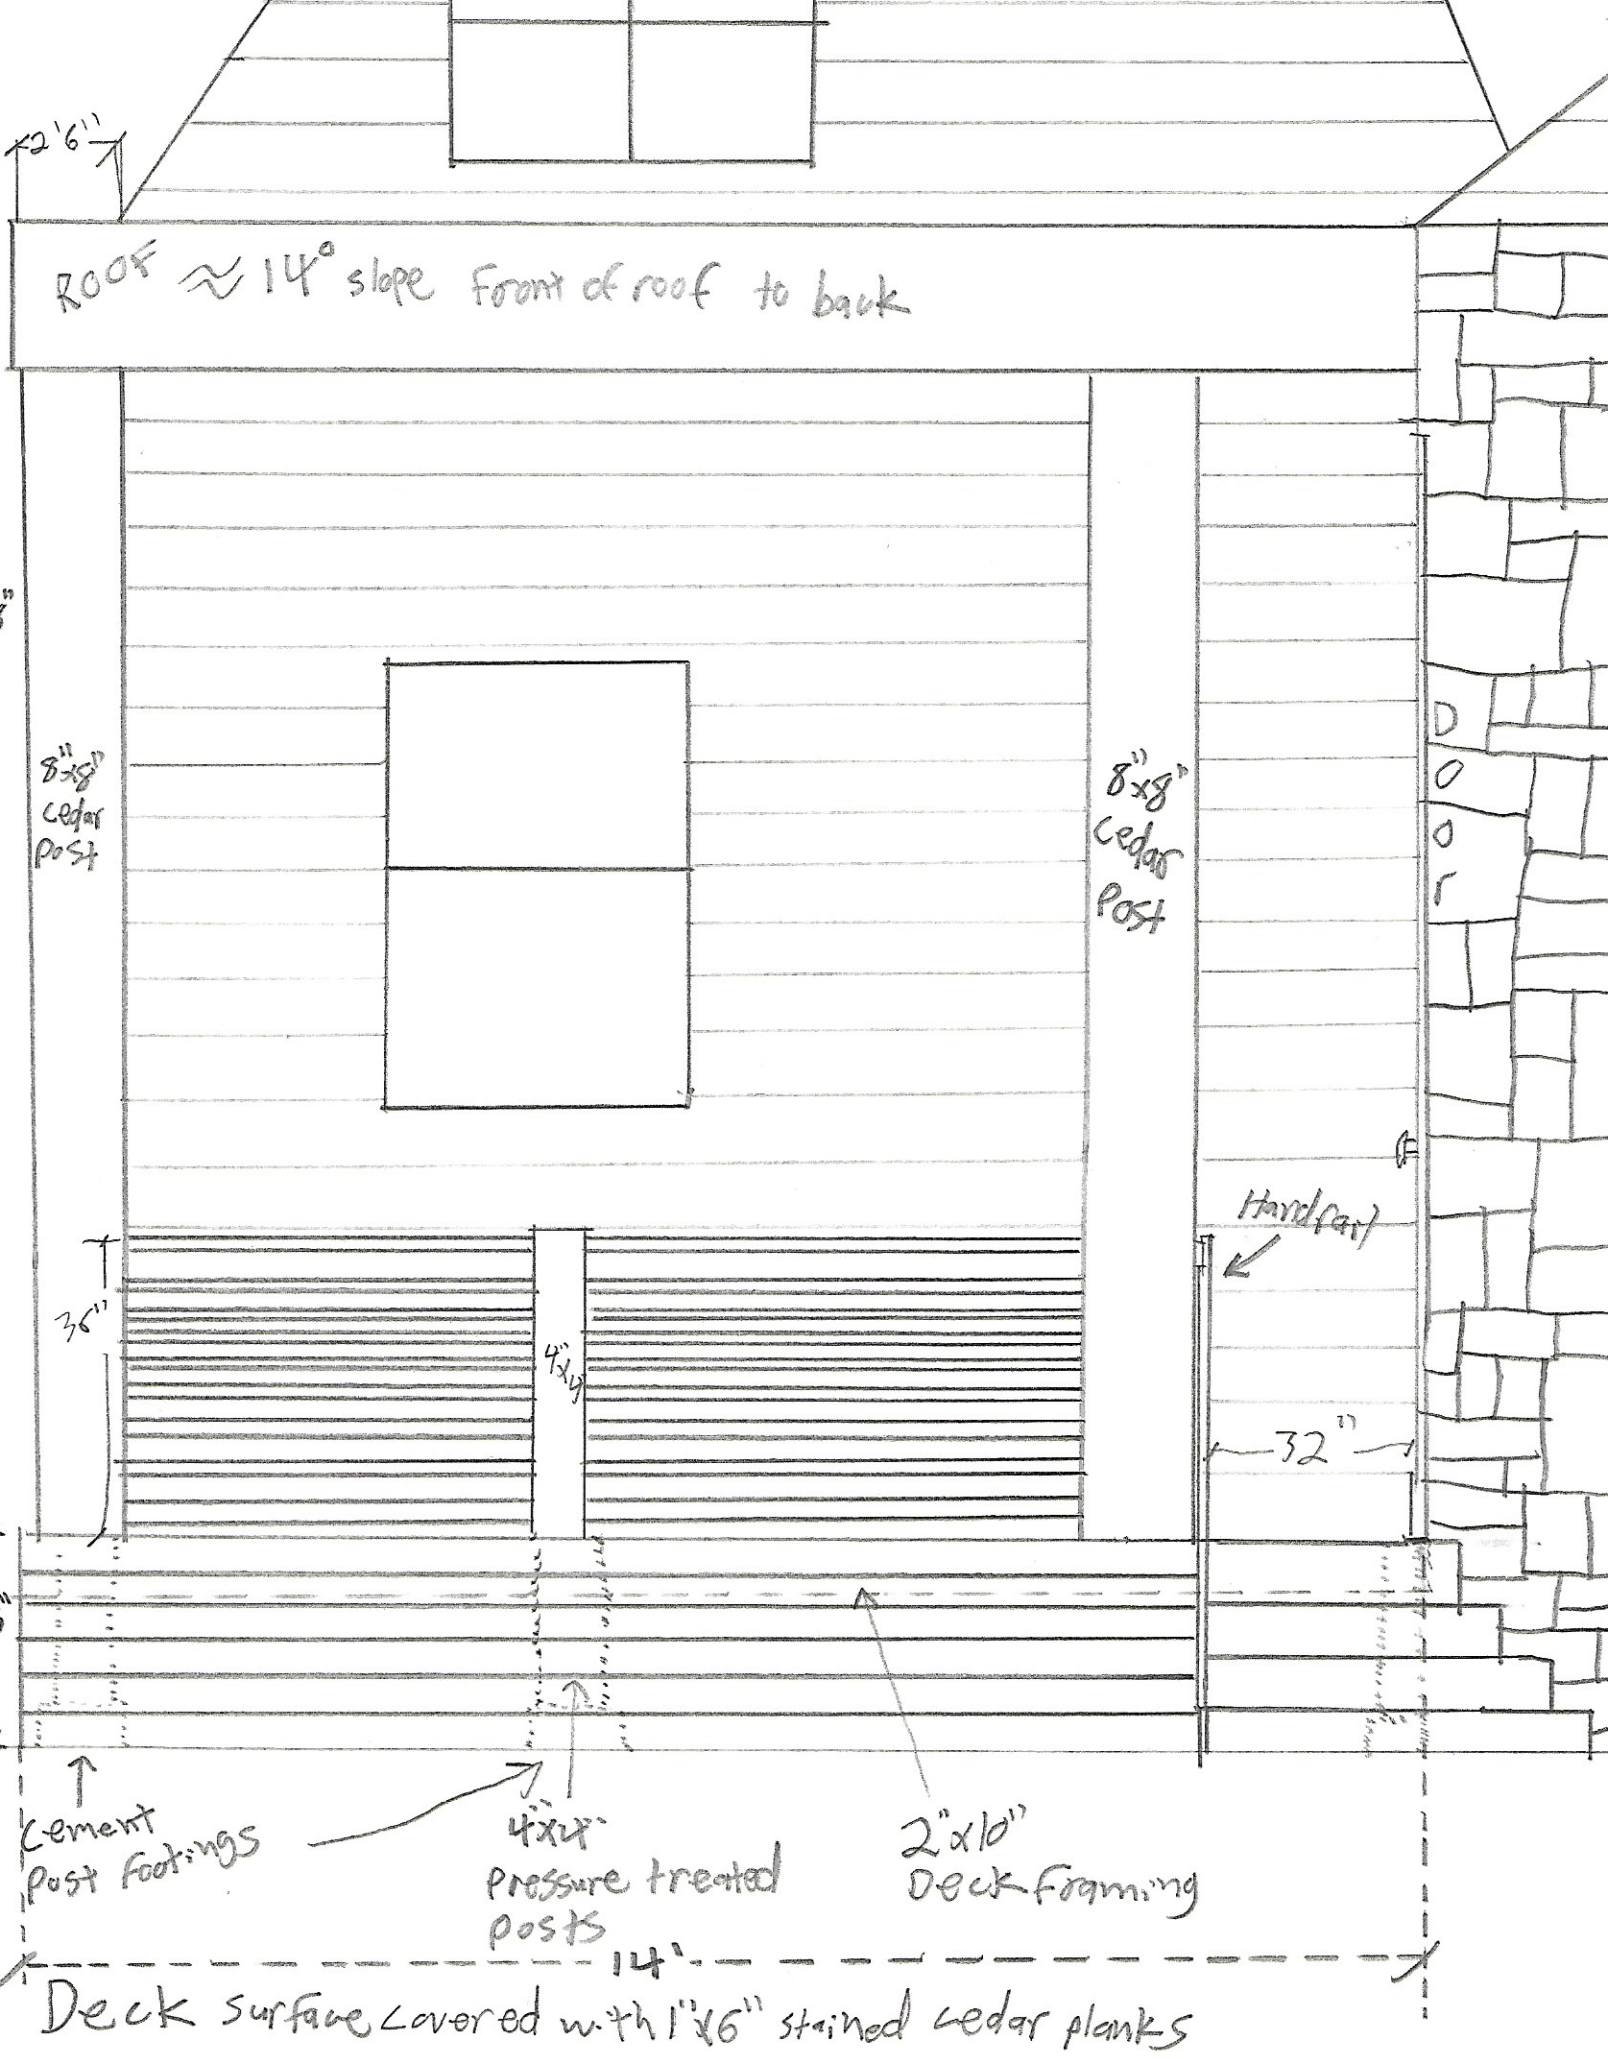 2'6"
ROOF ≈ 14° slope Front of roof to back
8"x8"
cedar
post
8"x8"
cedar
Post
D
o
o
r
Handrail
36"
4"x4"
32"
cement
Post footings
4"x4"
pressure treated
posts
2"x10"
Deck framing
14'
Deck surface covered with 1"x6" stained cedar planks